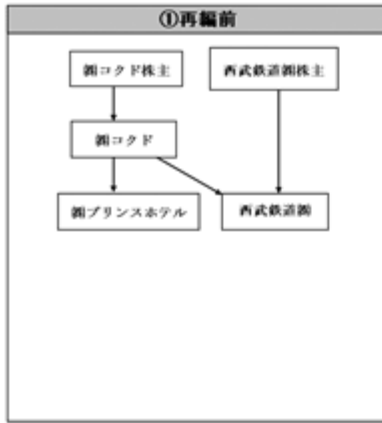 ①再編前
㈱コクド株主
西武鉄道㈱株主
㈱コクド
㈱プリンスホテル
西武鉄道㈱